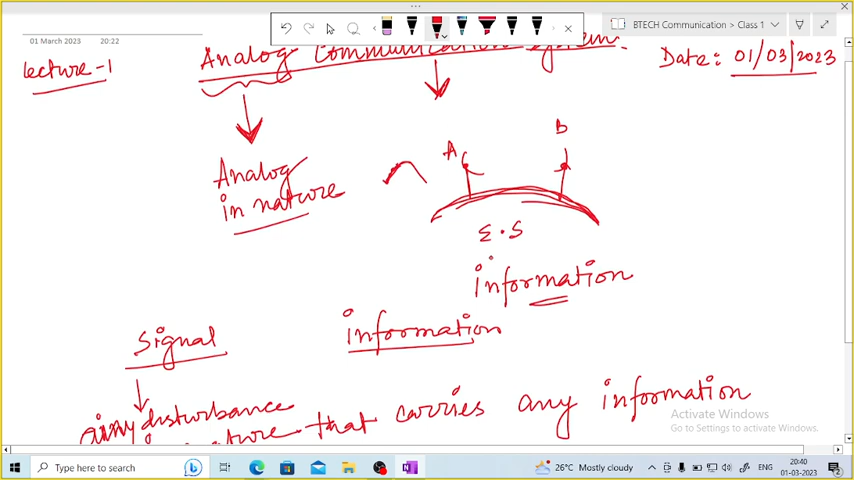 BTECH Communication > Class 1
01 March 2023 20:22
Lecture-1
Analog Communication System.
Date: 01/03/2023
Analog
in nature
A
B
E.S
information
Signal
information
any disturbance
nature that carries any information
Activate Windows
Go to Settings to activate Windows.
Type here to search
26°C Mostly cloudy
ENG
20:40
01-03-2023
2